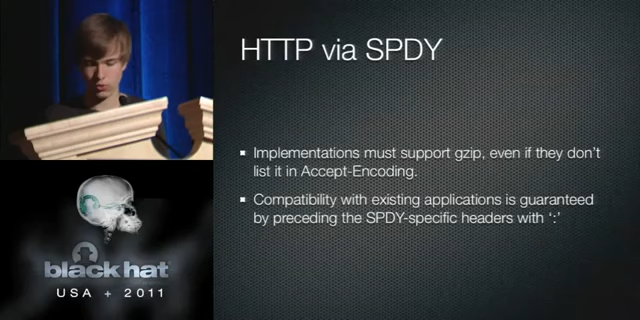 HTTP via SPDY
Implementations must support gzip, even if they don't
list it in Accept-Encoding.
Compatibility with existing applications is guaranteed
by preceding the SPDY-specific headers with ‘:’
black hat
USA + 2011